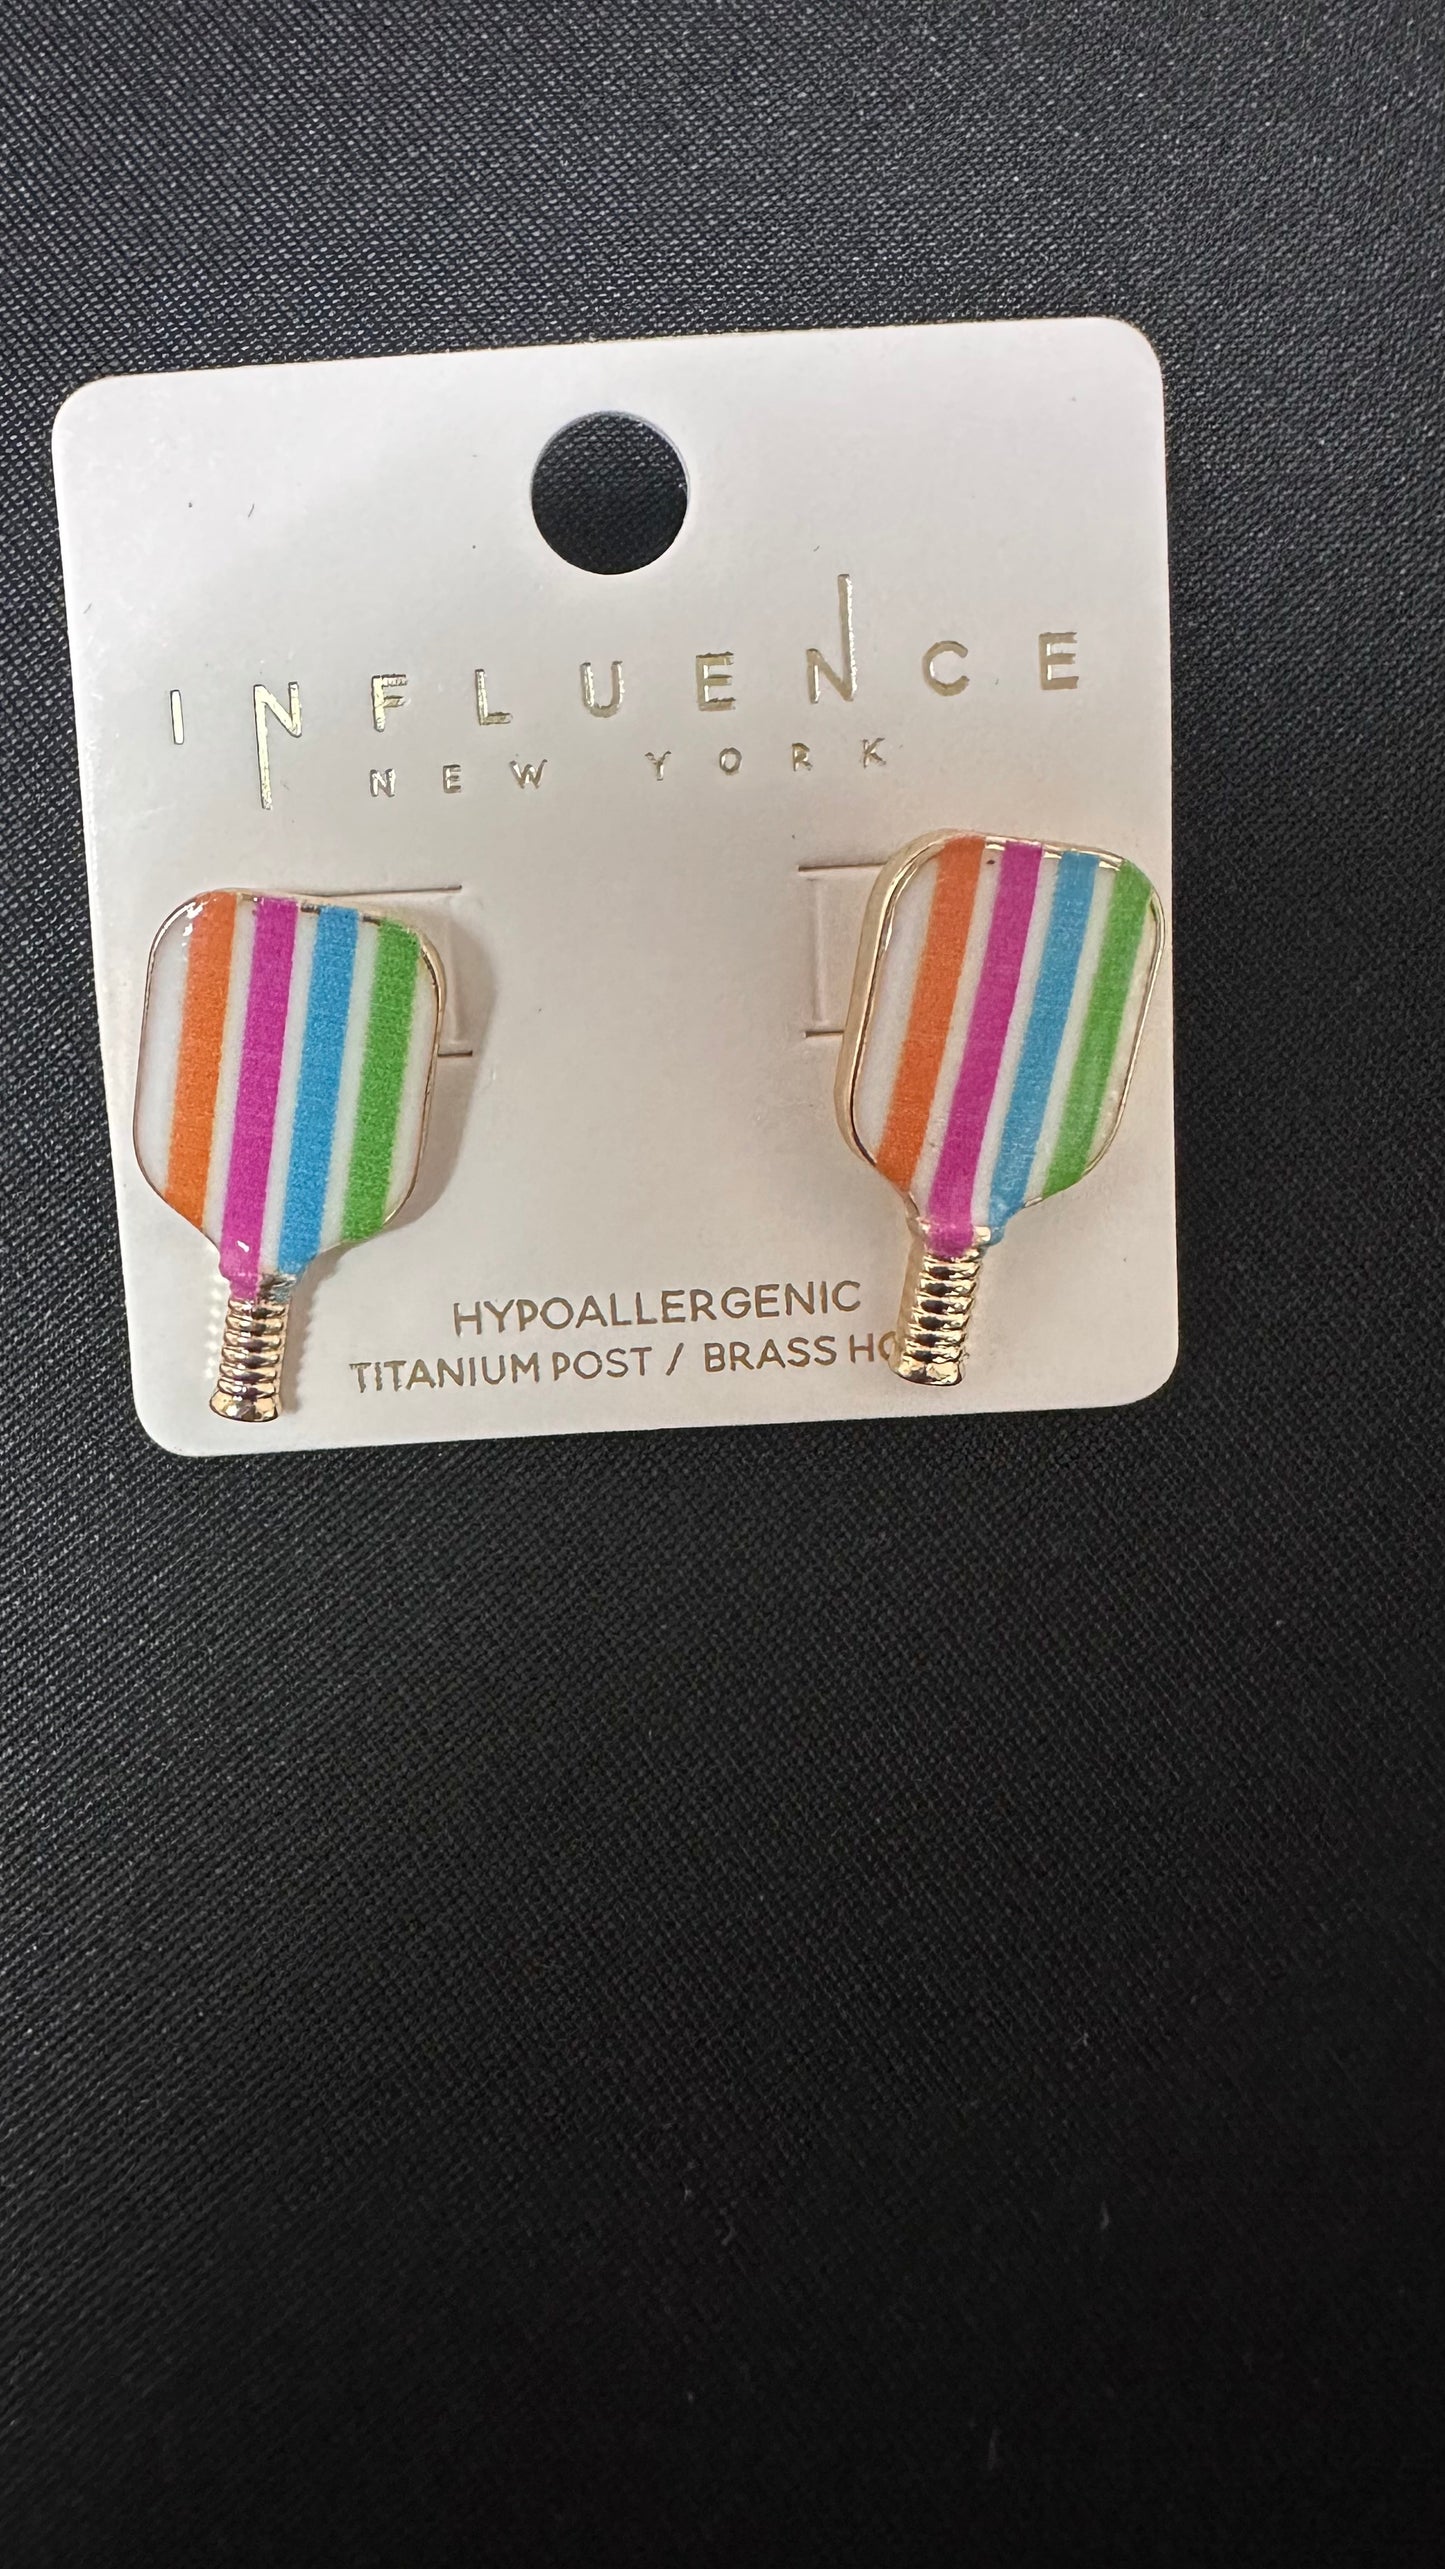 INFLUENCE
NEW YORK
HYPOALLERGENIC
TITANIUM POST / BRASS